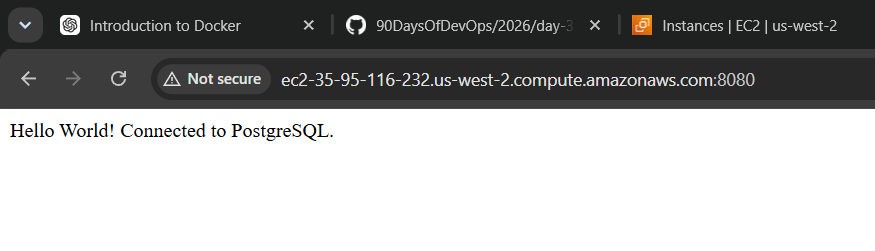 Introduction to Docker
90DaysOfDevOps/2026/day-3
Instances | EC2 | us-west-2
Not secure
ec2-35-95-116-232.us-west-2.compute.amazonaws.com:8080
Hello World! Connected to PostgreSQL.